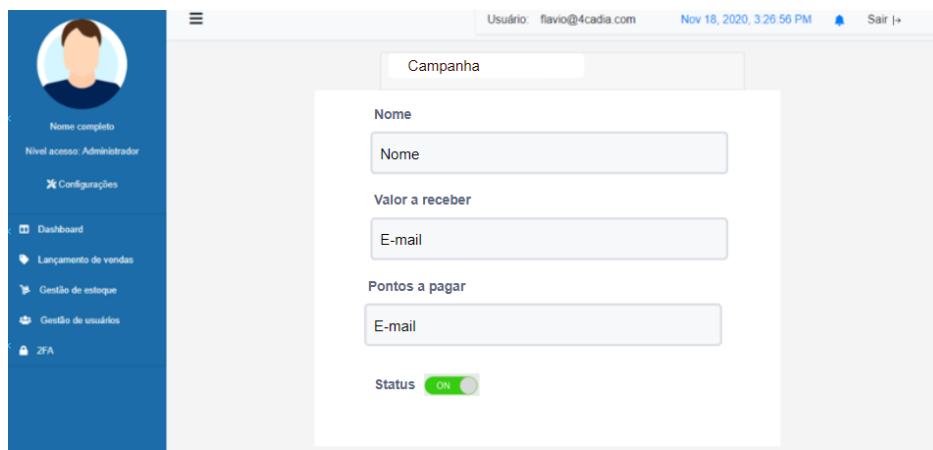 Usuário: flavio@4cadia.com Nov 18, 2020, 3:26:56 PM Sair
Nome completo
Nível acesso: Administrador
Configurações
Dashboard
Lançamento de vendas
Gestão de estoque
Gestão de usuários
2FA
Campanha
Nome
Nome
Valor a receber
E-mail
Pontos a pagar
E-mail
Status ON